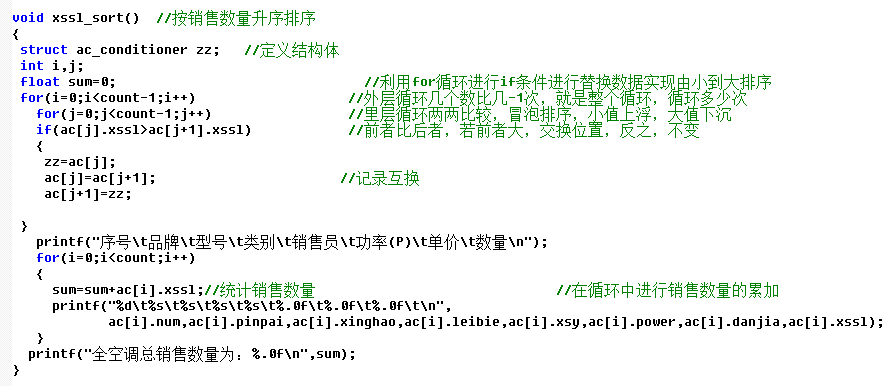 void xssl_sort()  //按销售数量升序排序
{
 struct ac_conditioner zz;   //定义结构体
 int i,j;
 float sum=0;                               //利用for循环进行if条件进行替换数据实现由小到大排序
 for(i=0;i<count-1;i++)                   //外层循环几个数比几-1次，就是整个循环，循环多少次
   for(j=0;j<count-1;j++)                 //里层循环两两比较，冒泡排序，小值上浮，大值下沉
   if(ac[j].xssl>ac[j+1].xssl)            //前者比后者，若前者大，交换位置，反之，不变
   {
    zz=ac[j];
    ac[j]=ac[j+1];                       //记录互换
    ac[j+1]=zz;
 }
   printf("序号\t品牌\t型号\t类别\t销售员\t功率(P)\t单价\t数量\n");
   for(i=0;i<count;i++)
   {
     sum=sum+ac[i].xssl;//统计销售数量                              //在循环中进行销售数量的累加
     printf("%d\t%s\t%s\t%s\t%s\t%.0f\t%.0f\t%.0f\t\n",
            ac[i].num,ac[i].pinpai,ac[i].xinghao,ac[i].leibie,ac[i].xsy,ac[i].power,ac[i].danjia,ac[i].xssl);
   }
  printf("全空调总销售数量为：%.0f\n",sum);
}